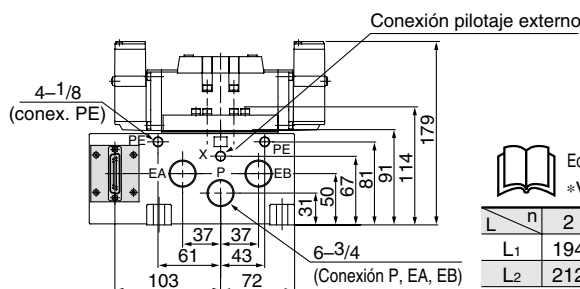 Conexión pilotaje externo
4–1/8
(conex. PE)
PE
X
PE
EA
P
EB
31
50
67
81
91
114
179
37
37
61
43
103
72
6–3/4
(Conexión P, EA, EB)
L n 2
L1 194
L2 212